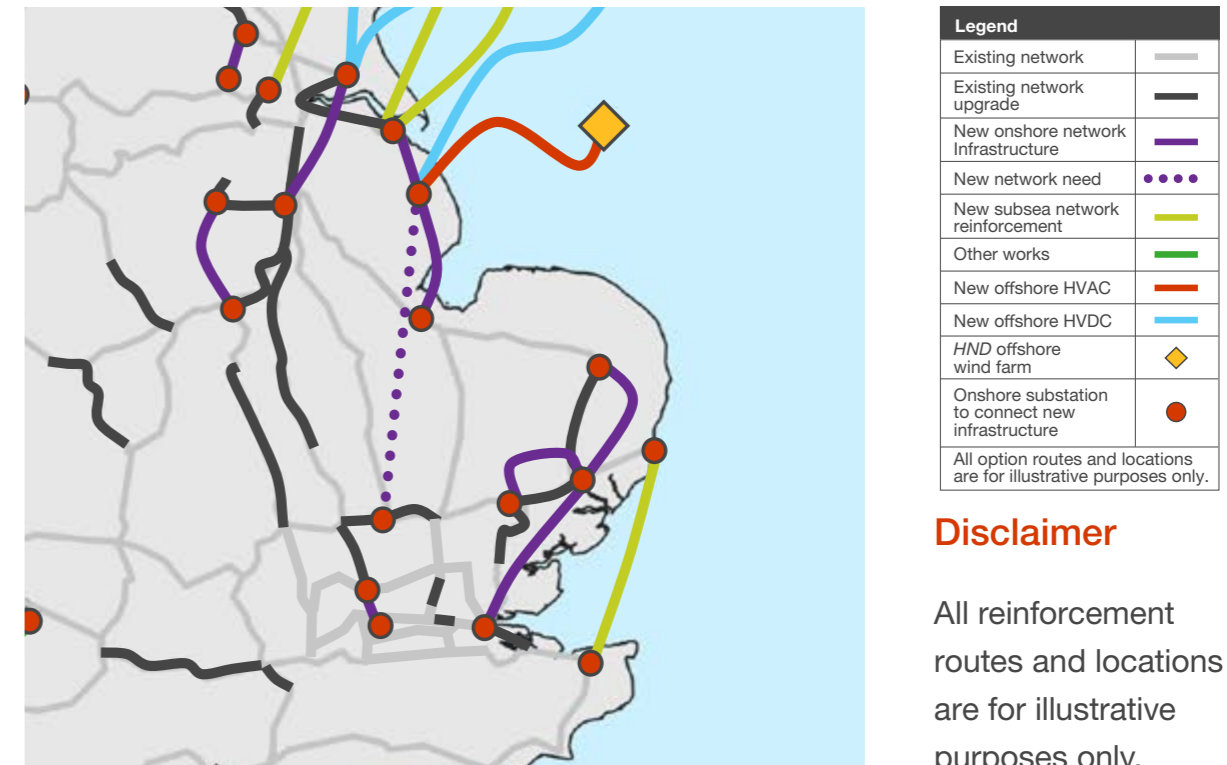 Legend
Existing network
Existing network
upgrade
New onshore network
Infrastructure
New network need
New subsea network
reinforcement
Other works
New offshore HVAC
New offshore HVDC
HND offshore
wind farm
Onshore substation
to connect new
infrastructure
All option routes and locations
are for illustrative purposes only.
Disclaimer
All reinforcement
routes and locations
are for illustrative
purposes only.